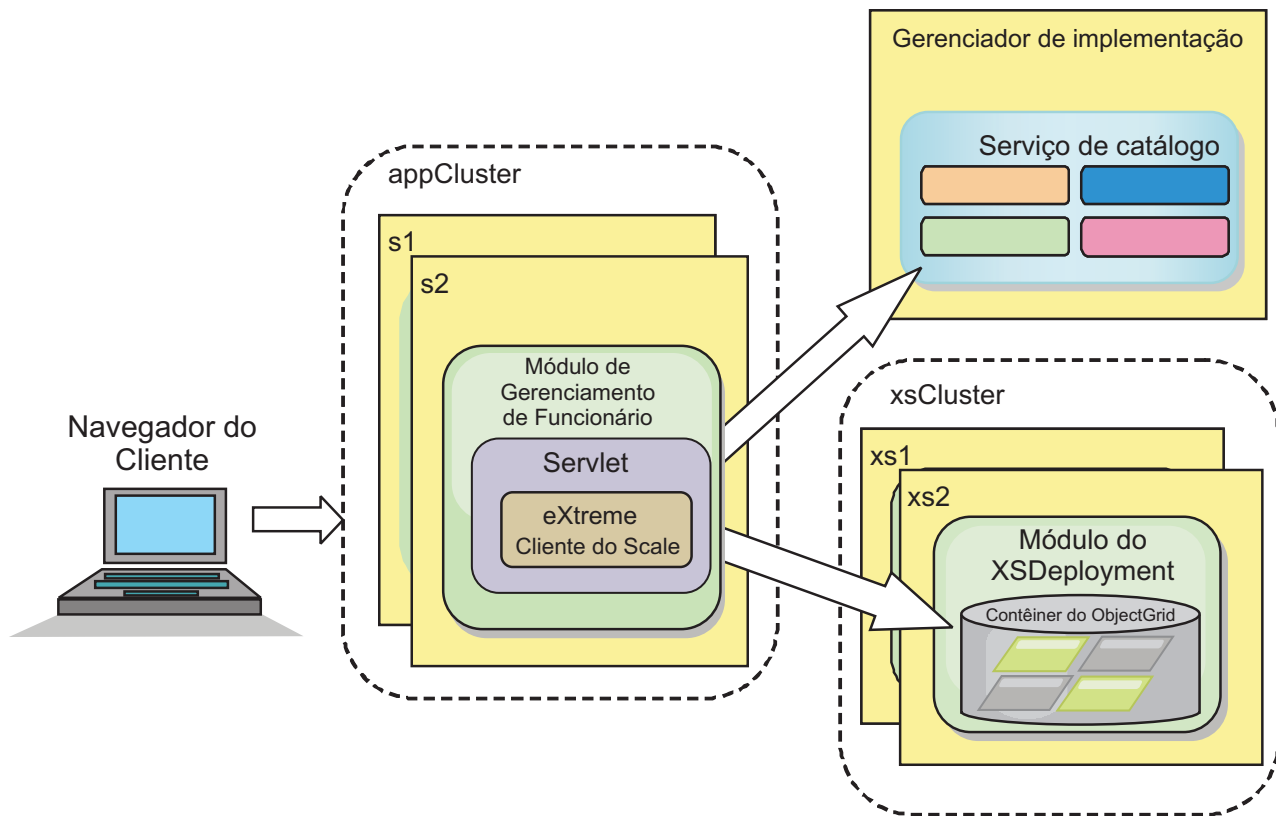 Gerenciador de implementação
Serviço de catálogo
appCluster
s1
s2
Módulo de
Gerenciamento
de Funcionário
Servlet
eXtreme
Cliente do Scale
Navegador do
Cliente
xsCluster
xs1
xs2
Módulo do
XSDeployment
Contêiner do ObjectGrid